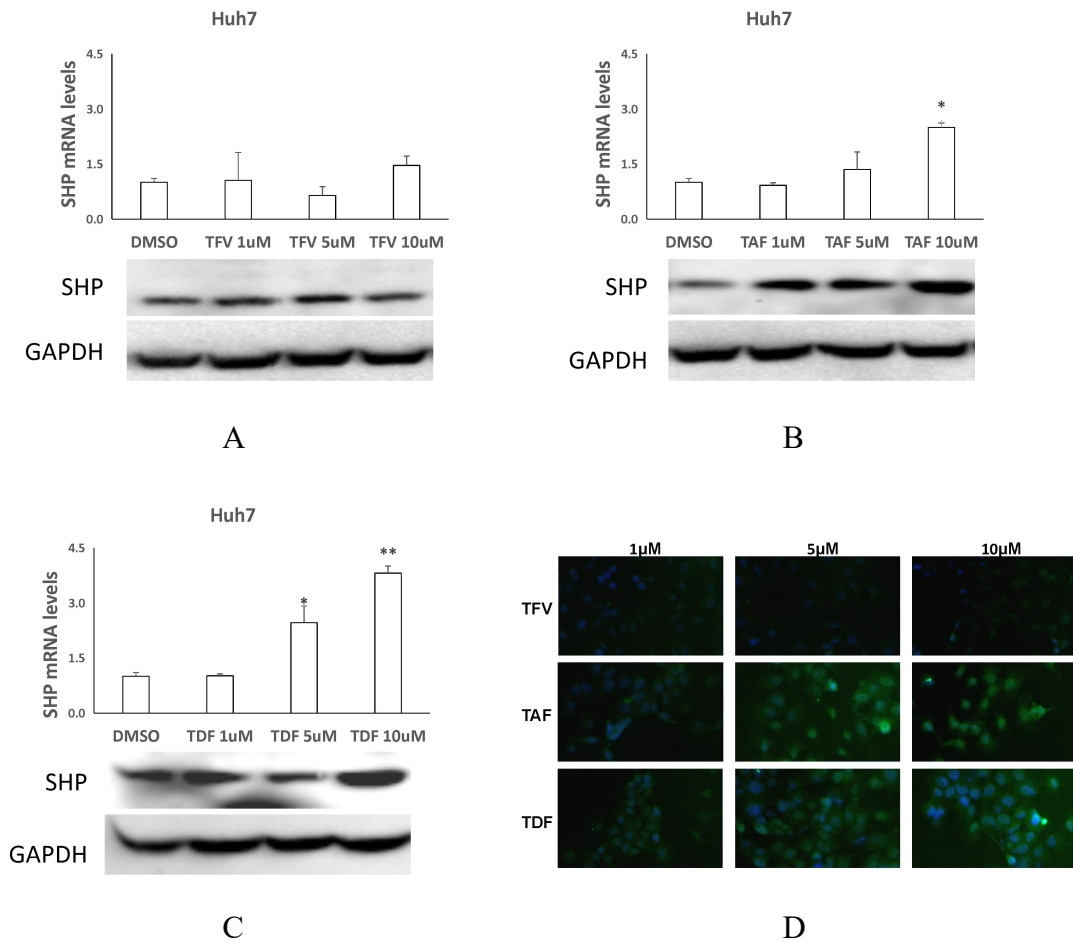 Huh7
SHP mRNA levels
4.5
3.0
1.5
0.0
DMSO TFV 1uM TFV 5uM TFV 10uM
SHP
GAPDH
A
Huh7
SHP mRNA levels
4.5
3.0
1.5
0.0
*
DMSO TAF 1uM TAF 5uM TAF 10uM
SHP
GAPDH
B
Huh7
SHP mRNA levels
4.5
3.0
1.5
0.0
*
**
DMSO TDF 1uM TDF 5uM TDF 10uM
SHP
GAPDH
C
1μM 5μM 10μM
TFV
TAF
TDF
D